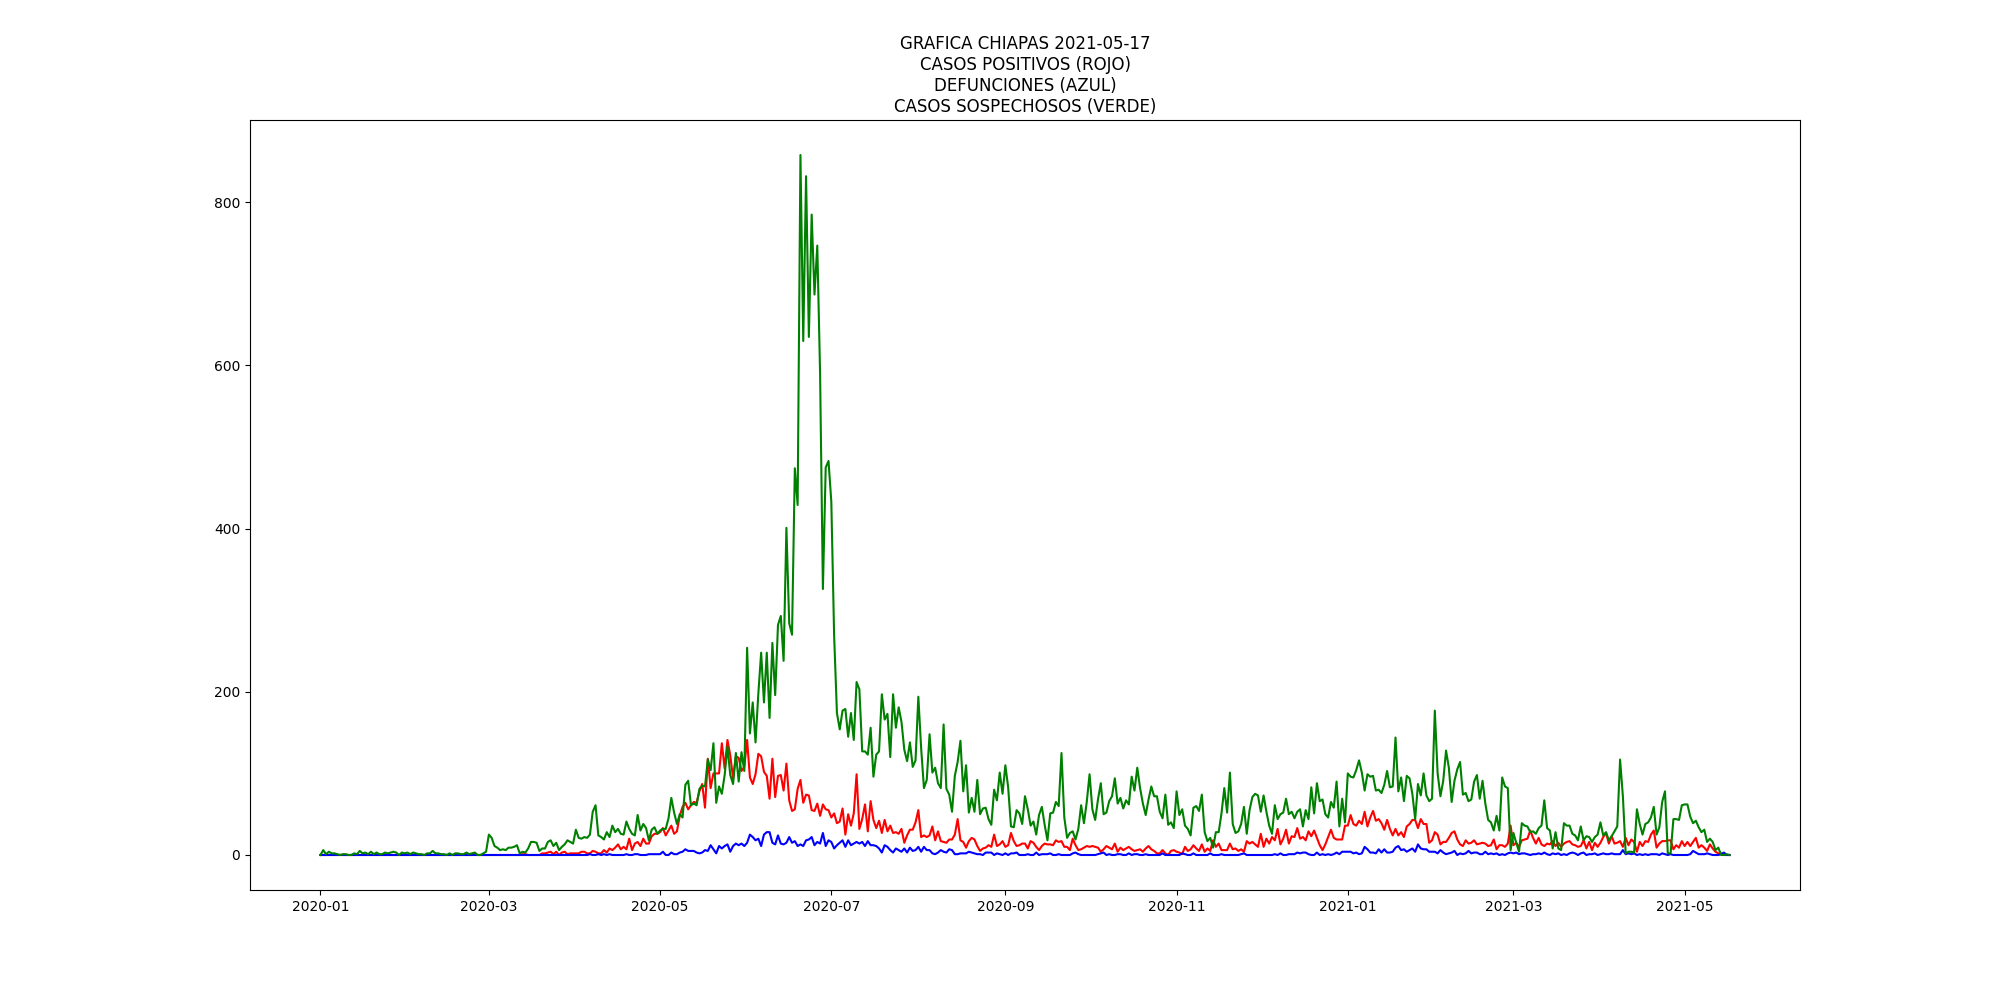 GRAFICA CHIAPAS 2021-05-17
CASOS POSITIVOS (ROJO)
DEFUNCIONES (AZUL)
CASOS SOSPECHOSOS (VERDE)
800
600
400
200
0
2020-01 2020-03 2020-05 2020-07 2020-09 2020-11 2021-01 2021-03 2021-05